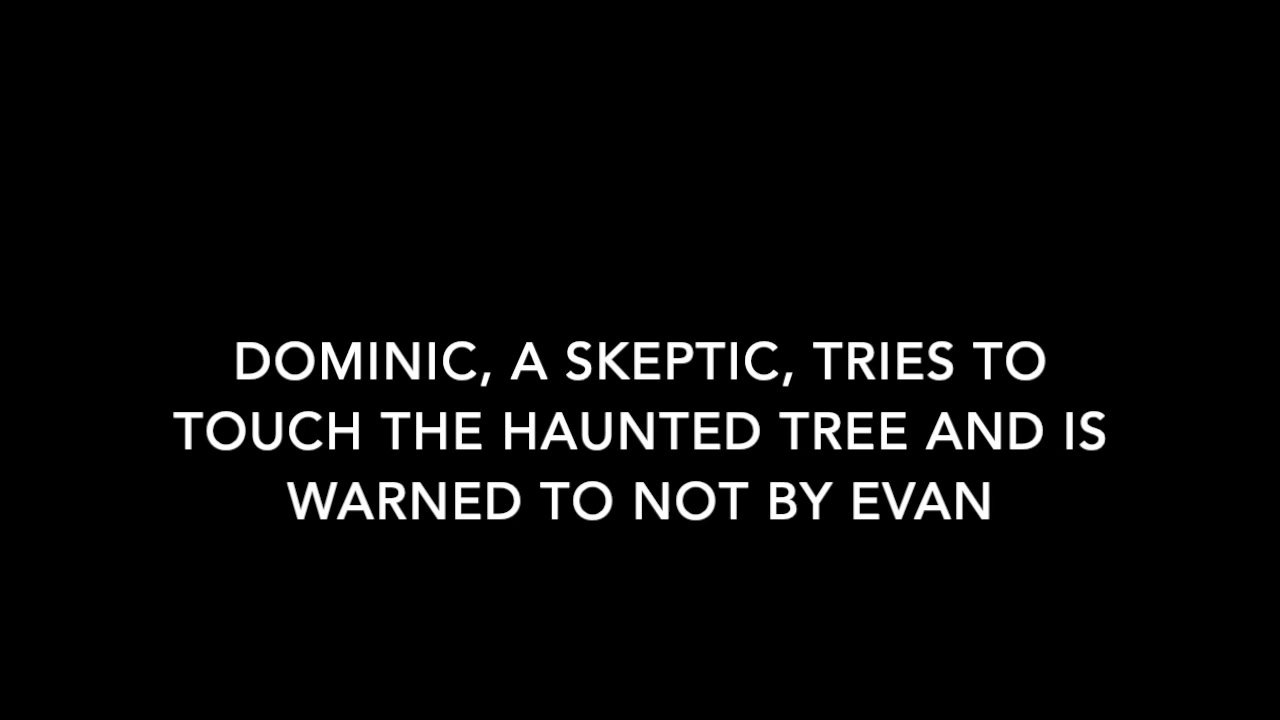 DOMINIC, A SKEPTIC, TRIES TO
TOUCH THE HAUNTED TREE AND IS
WARNED TO NOT BY EVAN